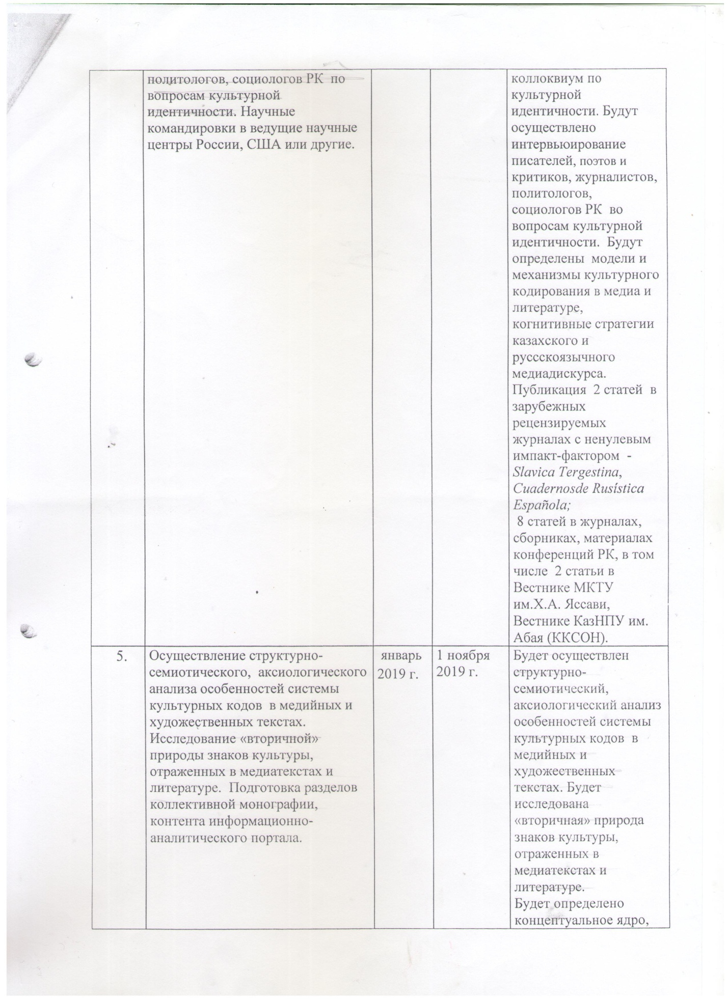 политологов, социологов РК  по
вопросам культурной
идентичности. Научные
командировки в ведущие научные
центры России, США или другие.
коллоквиум по
культурной
идентичности. Будут
осуществлено
интервьюирование
писателей, поэтов и
критиков, журналистов,
политологов,
социологов РК  во
вопросам культурной
идентичности.  Будут
определены  модели и
механизмы культурного
кодирования в медиа и
литературе,
когнитивные стратегии
казахского и
руссскоязычного
медиадискурса.
Публикация  2 статей  в
зарубежных
рецензируемых
журналах с ненулевым
импакт-фактором  -
Slavica Tergestina,
Cuadernosde Rusística
Española;
8 статей в журналах,
сборниках, материалах
конференций РК, в том
числе  2 статьи в
Вестнике МКТУ
им.Х.А. Яссави,
Вестнике КазНПУ им.
Абая (ККСОН).
5.
Осуществление структурно-
семиотического,  аксиологического
анализа особенностей системы
культурных кодов  в медийных и
художественных текстах.
Исследование «вторичной»
природы знаков культуры,
отраженных в медиатекстах и
литературе.  Подготовка разделов
коллективной монографии,
контента информационно-
аналитического портала.
январь
2019 г.
1 ноября
2019 г.
Будет осуществлен
структурно-
семиотический,
аксиологический анализ
особенностей системы
культурных кодов  в
медийных и
художественных
текстах. Будет
исследована
«вторичная» природа
знаков культуры,
отраженных в
медиатекстах и
литературе.
Будет определено
концептуальное ядро,